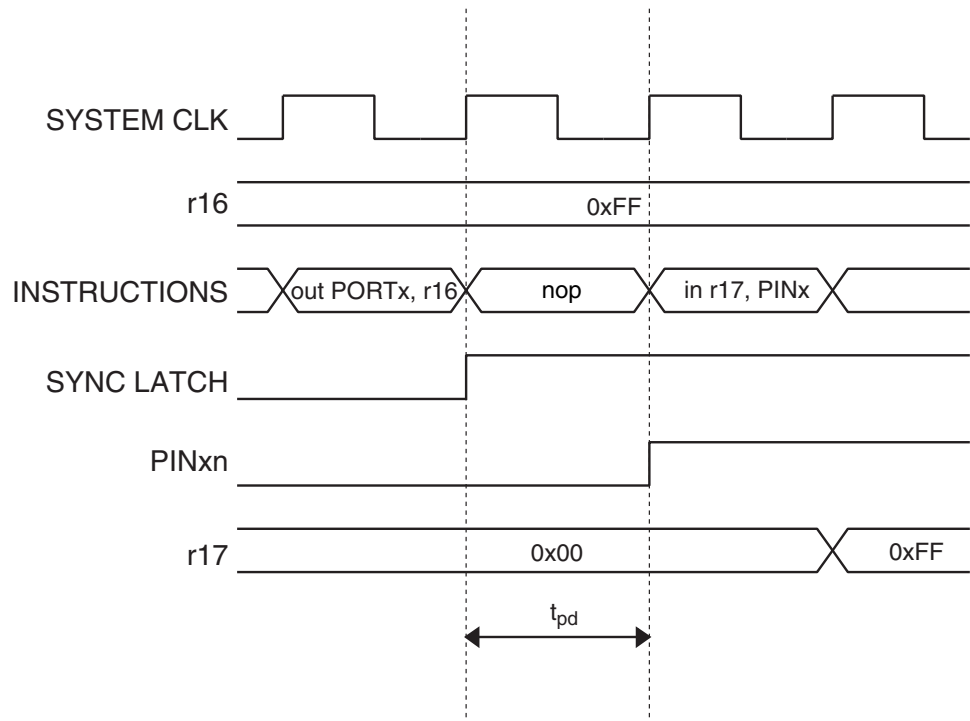 SYSTEM CLK
r16
0xFF
INSTRUCTIONS
out PORTx, r16
nop
in r17, PINx
SYNC LATCH
PINxn
r17
0x00
0xFF
tpd